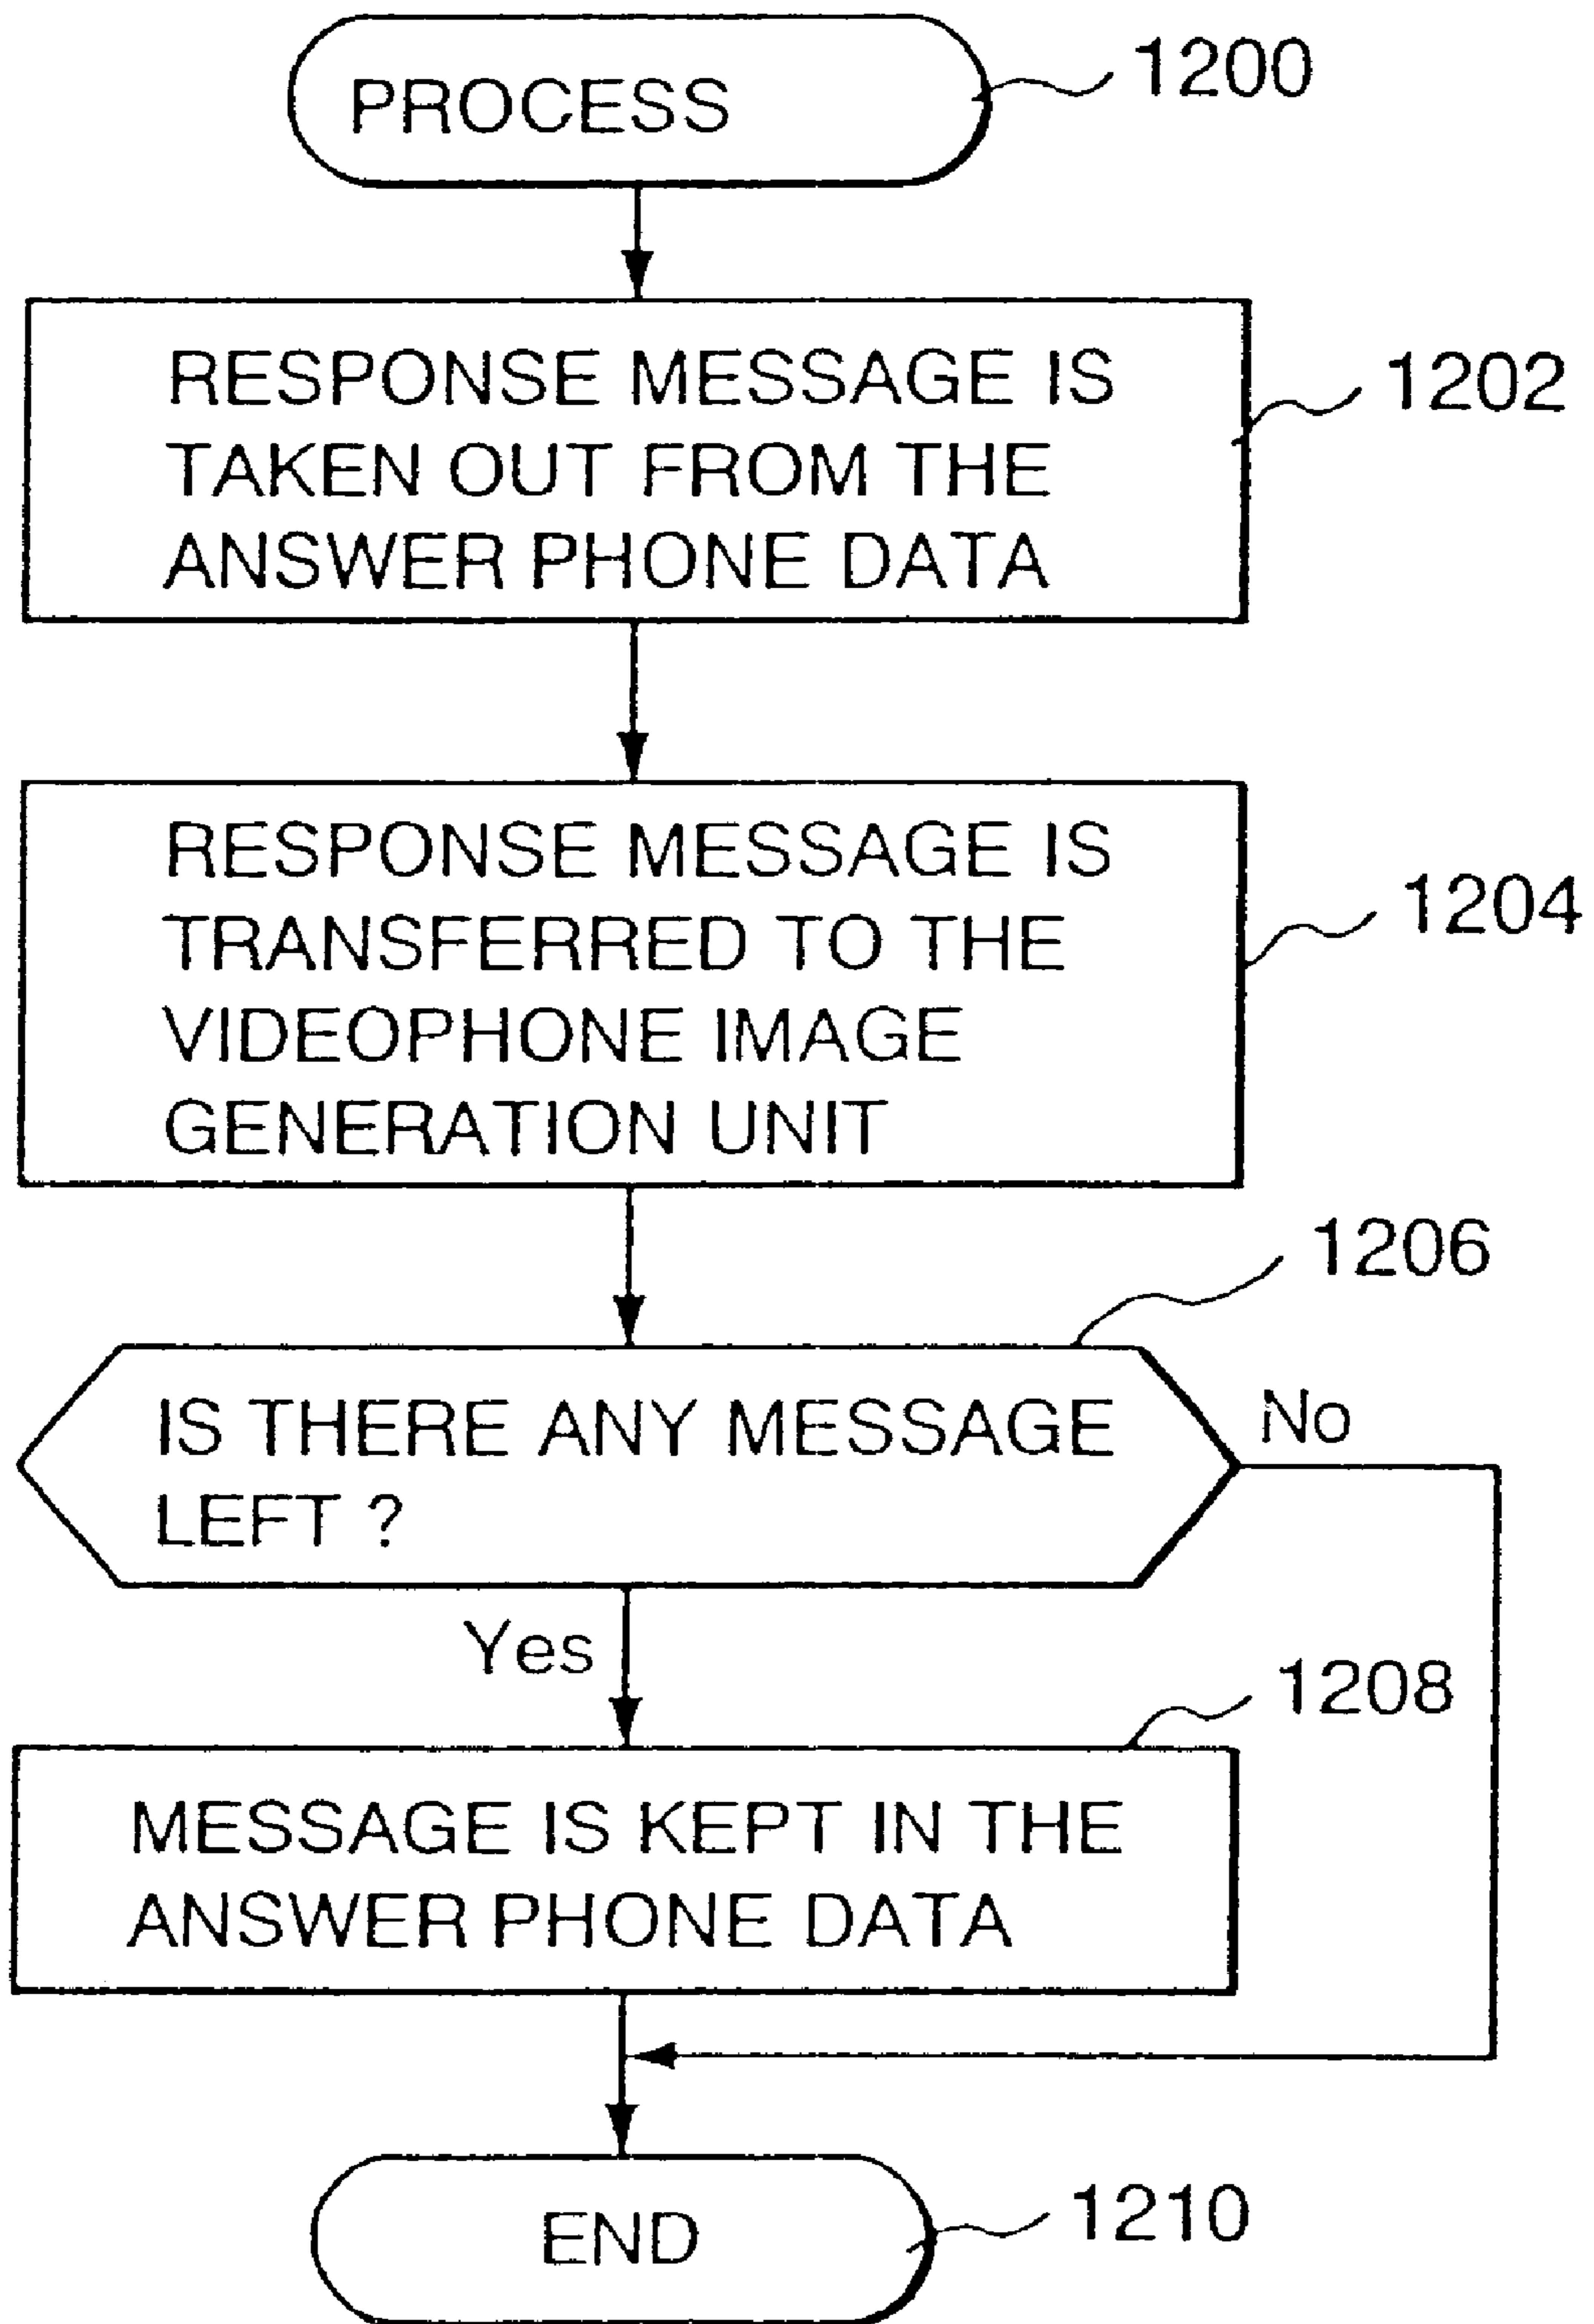 PROCESS
1200
RESPONSE MESSAGE IS
TAKEN OUT FROM THE
ANSWER PHONE DATA
1202
RESPONSE MESSAGE IS
TRANSFERRED TO THE
VIDEOPHONE IMAGE
GENERATION UNIT
1204
1206
IS THERE ANY MESSAGE
LEFT ?
No
Yes
1208
MESSAGE IS KEPT IN THE
ANSWER PHONE DATA
END
1210